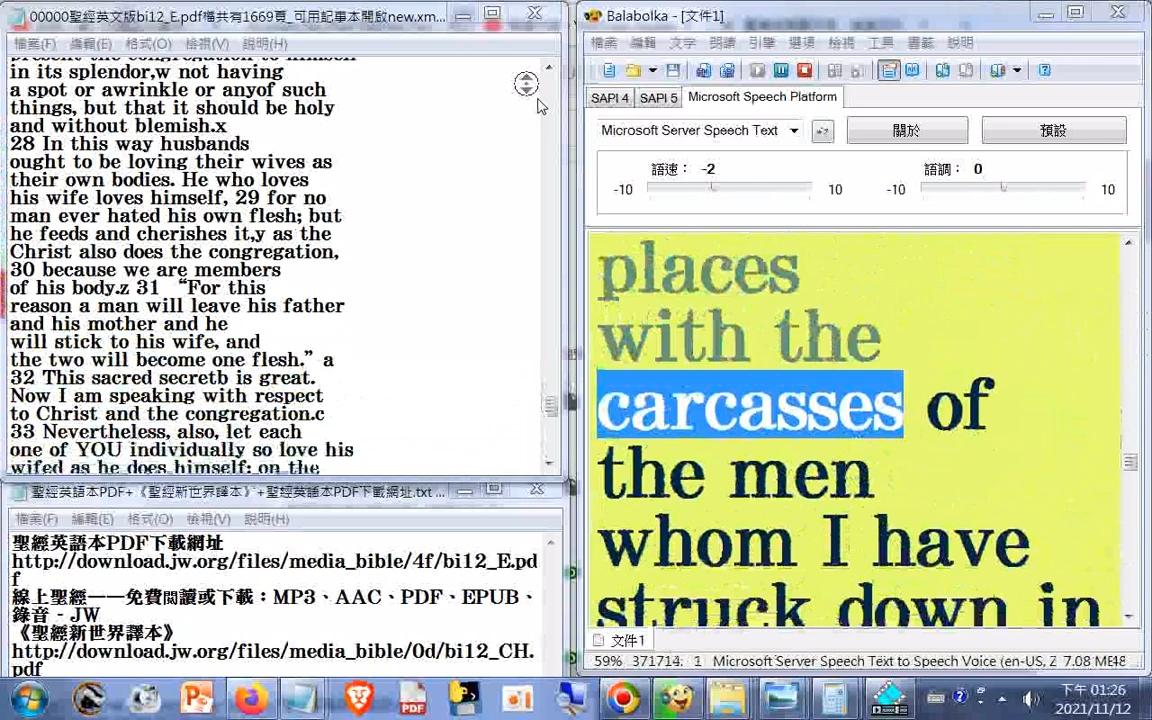 00000聖經英文版bi12_E.pdf檔共有1669頁_可用記事本開啟new.xm...
檔案(F) 編輯(E) 格式(O) 檢視(V) 說明(H)
present the congregation to himself
in its splendor,w not having
a spot or awrinkle or anyof such
things, but that it should be holy
and without blemish.x
28 In this way husbands
ought to be loving their wives as
their own bodies. He who loves
his wife loves himself, 29 for no
man ever hated his own flesh; but
he feeds and cherishes it,y as the
Christ also does the congregation,
30 because we are members
of his body.z 31 “For this
reason a man will leave his father
and his mother and he
will stick to his wife, and
the two will become one flesh.” a
32 This sacred secretb is great.
Now I am speaking with respect
to Christ and the congregation.c
33 Nevertheless, also, let each
one of YOU individually so love his
wifed as he does himself; on the
聖經英語本PDF+《聖經新世界譯本》+聖經英語本PDF下載網址.txt ...
檔案(F) 編輯(E) 格式(O) 檢視(V) 說明(H)
聖經英語本PDF下載網址
http://download.jw.org/files/media_bible/4f/bi12_E.pd
f
線上聖經——免費閱讀或下載：MP3、AAC、PDF、EPUB、
錄音 - JW
《聖經新世界譯本》
http://download.jw.org/files/media_bible/0d/bi12_CH.
pdf
Balabolka - [文件1]
檔案 編輯 文字 朗讀 引擎 選項 檢視 工具 書籤 說明
SAPI 4 SAPI 5 Microsoft Speech Platform
Microsoft Server Speech Text 關於 預設
語速： -2 語調： 0
-10 10 -10 10
places
with the
carcasses of
the men
whom I have
struck down in
文件1
59% 371714: 1 Microsoft Server Speech Text to Speech Voice (en-US, Z 7.08 ME48
下午 01:26
2021/11/12